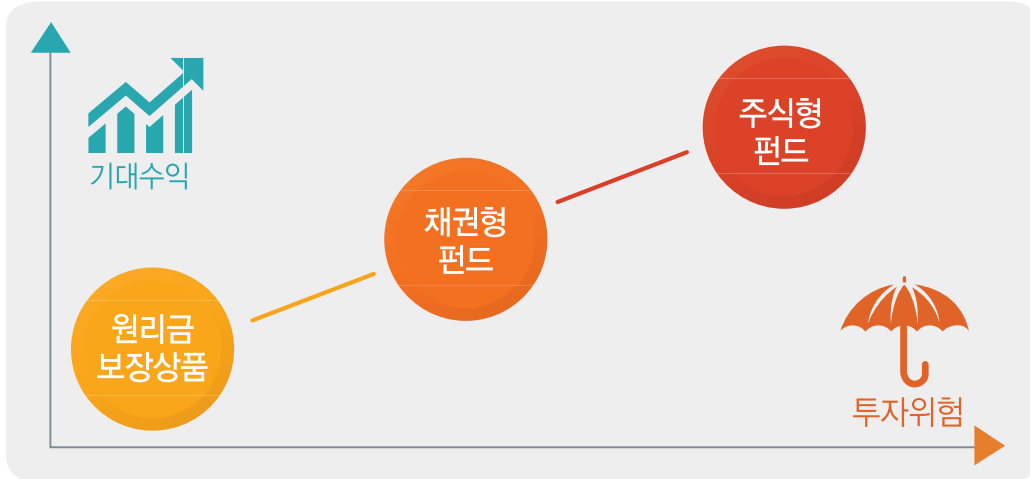 기대수익
주식형
펀드
채권형
펀드
원리금
보장상품
투자위험